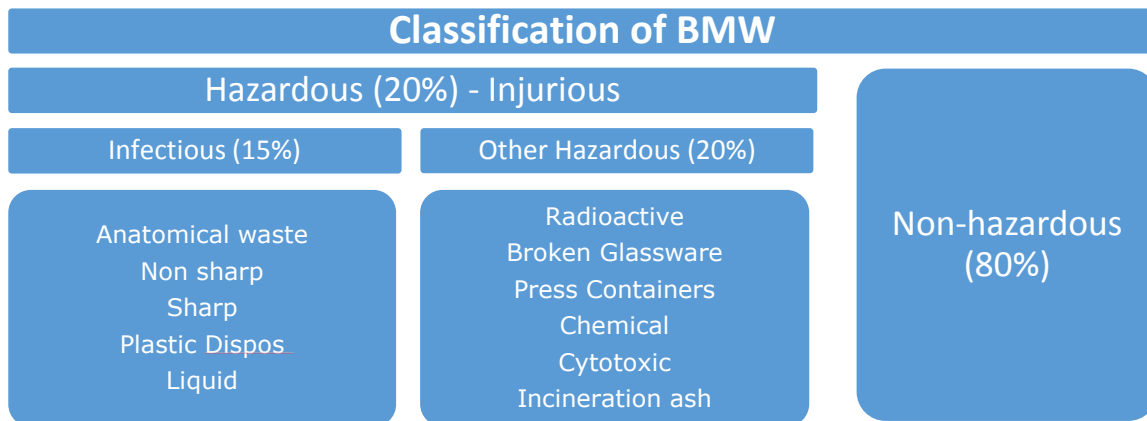 Classification of BMW
Hazardous (20%) - Injurious
Infectious (15%)
Other Hazardous (20%)
Anatomical waste
Non sharp
Sharp
Plastic Dispos
Liquid
Radioactive
Broken Glassware
Press Containers
Chemical
Cytotoxic
Incineration ash
Non-hazardous
(80%)